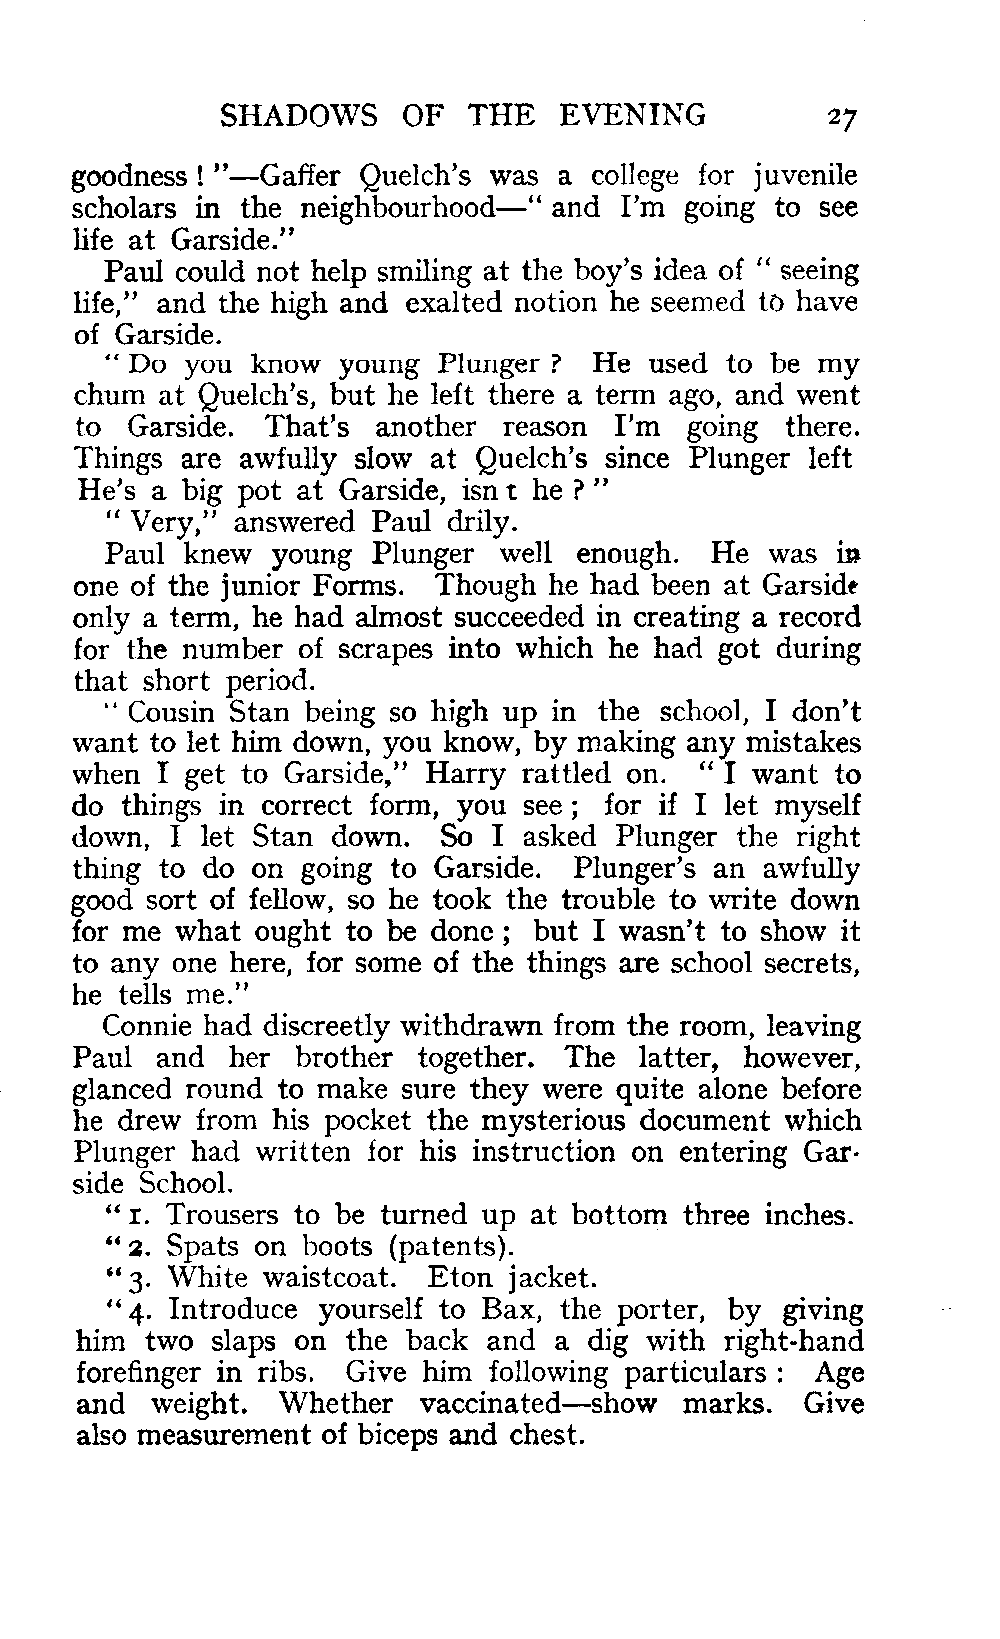 SHADOWS OF THE EVENING 27
goodness ! "—Gaffer Quelch's was a college for juvenile
scholars in the neighbourhood—" and I'm going to see
life at Garside."
Paul could not help smiling at the boy's idea of " seeing
life," and the high and exalted notion he seemed to have
of Garside.
" Do you know young Plunger ? He used to be my
chum at Quelch's, but he left there a term ago, and went
to Garside. That's another reason I'm going there.
Things are awfully slow at Quelch's since Plunger left
He's a big pot at Garside, isn t he ? "
" Very," answered Paul drily.
Paul knew young Plunger well enough. He was in
one of the junior Forms. Though he had been at Garside
only a term, he had almost succeeded in creating a record
for the number of scrapes into which he had got during
that short period.
" Cousin Stan being so high up in the school, I don't
want to let him down, you know, by making any mistakes
when I get to Garside," Harry rattled on. " I want to
do things in correct form, you see ; for if I let myself
down, I let Stan down. So I asked Plunger the right
thing to do on going to Garside. Plunger's an awfully
good sort of fellow, so he took the trouble to write down
for me what ought to be done ; but I wasn't to show it
to any one here, for some of the things are school secrets,
he tells me."
Connie had discreetly withdrawn from the room, leaving
Paul and her brother together. The latter, however,
glanced round to make sure they were quite alone before
he drew from his pocket the mysterious document which
Plunger had written for his instruction on entering Gar-
side School.
" 1. Trousers to be turned up at bottom three inches.
" 2. Spats on boots (patents).
" 3. White waistcoat. Eton jacket.
" 4. Introduce yourself to Bax, the porter, by giving
him two slaps on the back and a dig with right-hand
forefinger in ribs. Give him following particulars : Age
and weight. Whether vaccinated—show marks. Give
also measurement of biceps and chest.